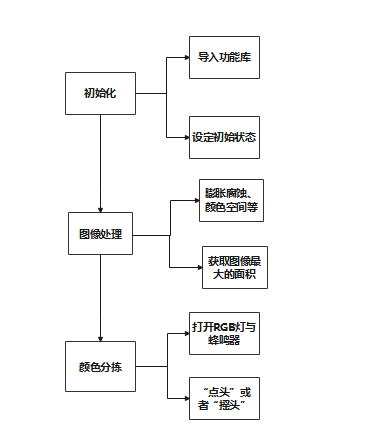 导入功能库
初始化
设定初始状态
膨胀腐蚀、
颜色空间等
图像处理
获取图像最
大的面积
打开RGB灯与
蜂鸣器
颜色分拣
“点头”或
者“摇头”